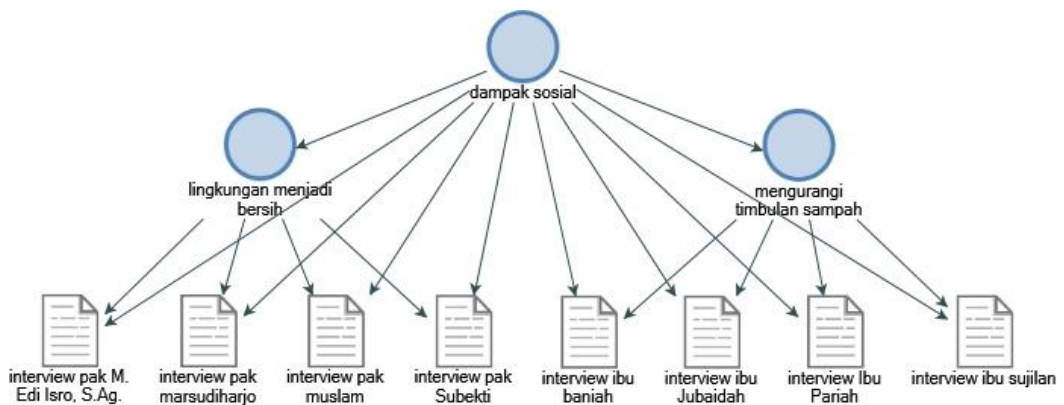 dampak sosial
lingkungan menjadi
bersih
mengurangi
timbulan sampah
interview pak M.
Edi Isro, S.Ag.
interview pak
marsudiharjo
interview pak
muslam
interview pak
Subekti
interview ibu
baniah
interview ibu
Jubaidah
interview Ibu
Pariah
interview ibu sujilan